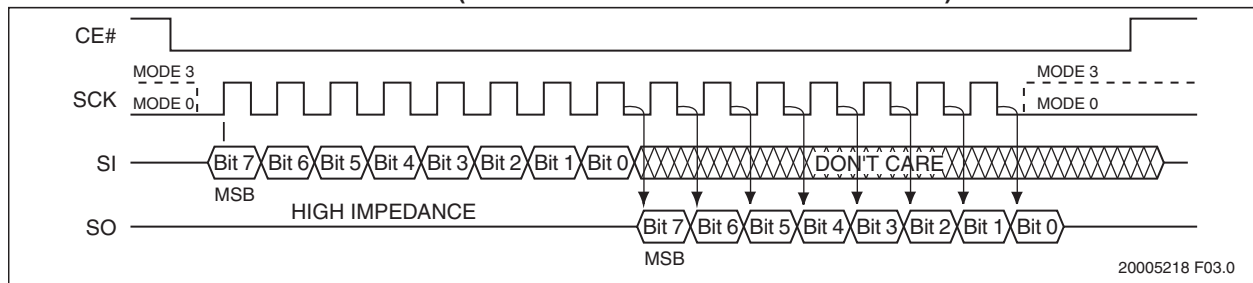 CE#
MODE 3 MODE 3
SCK MODE 0 MODE 0
SI Bit 7 Bit 6 Bit 5 Bit 4 Bit 3 Bit 2 Bit 1 Bit 0 DON'T CARE
MSB
HIGH IMPEDANCE
SO Bit 7 Bit 6 Bit 5 Bit 4 Bit 3 Bit 2 Bit 1 Bit 0
MSB
20005218 F03.0